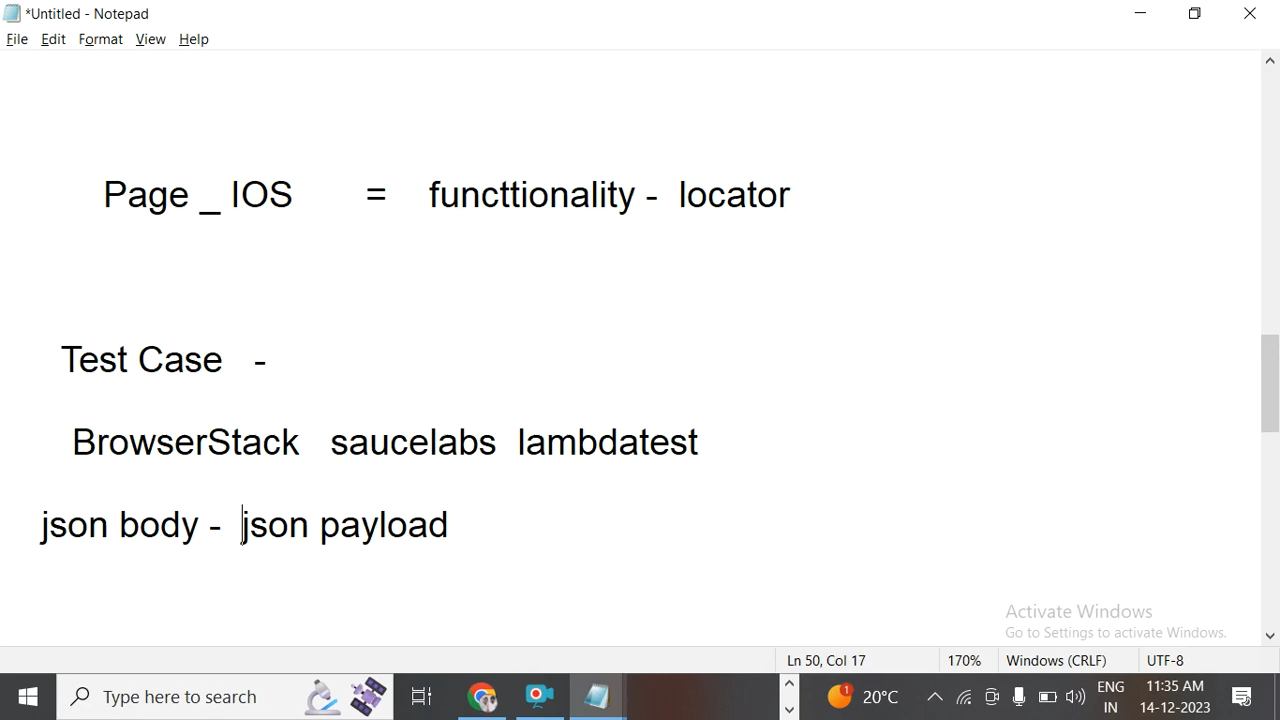 *Untitled - Notepad
File Edit Format View Help
Page _ IOS = functtionality - locator
Test Case -
BrowserStack saucelabs lambdatest
json body - json payload
Activate Windows
Go to Settings to activate Windows.
Ln 50, Col 17 170% Windows (CRLF) UTF-8
Type here to search 1 20°C ENG IN 11:35 AM 14-12-2023